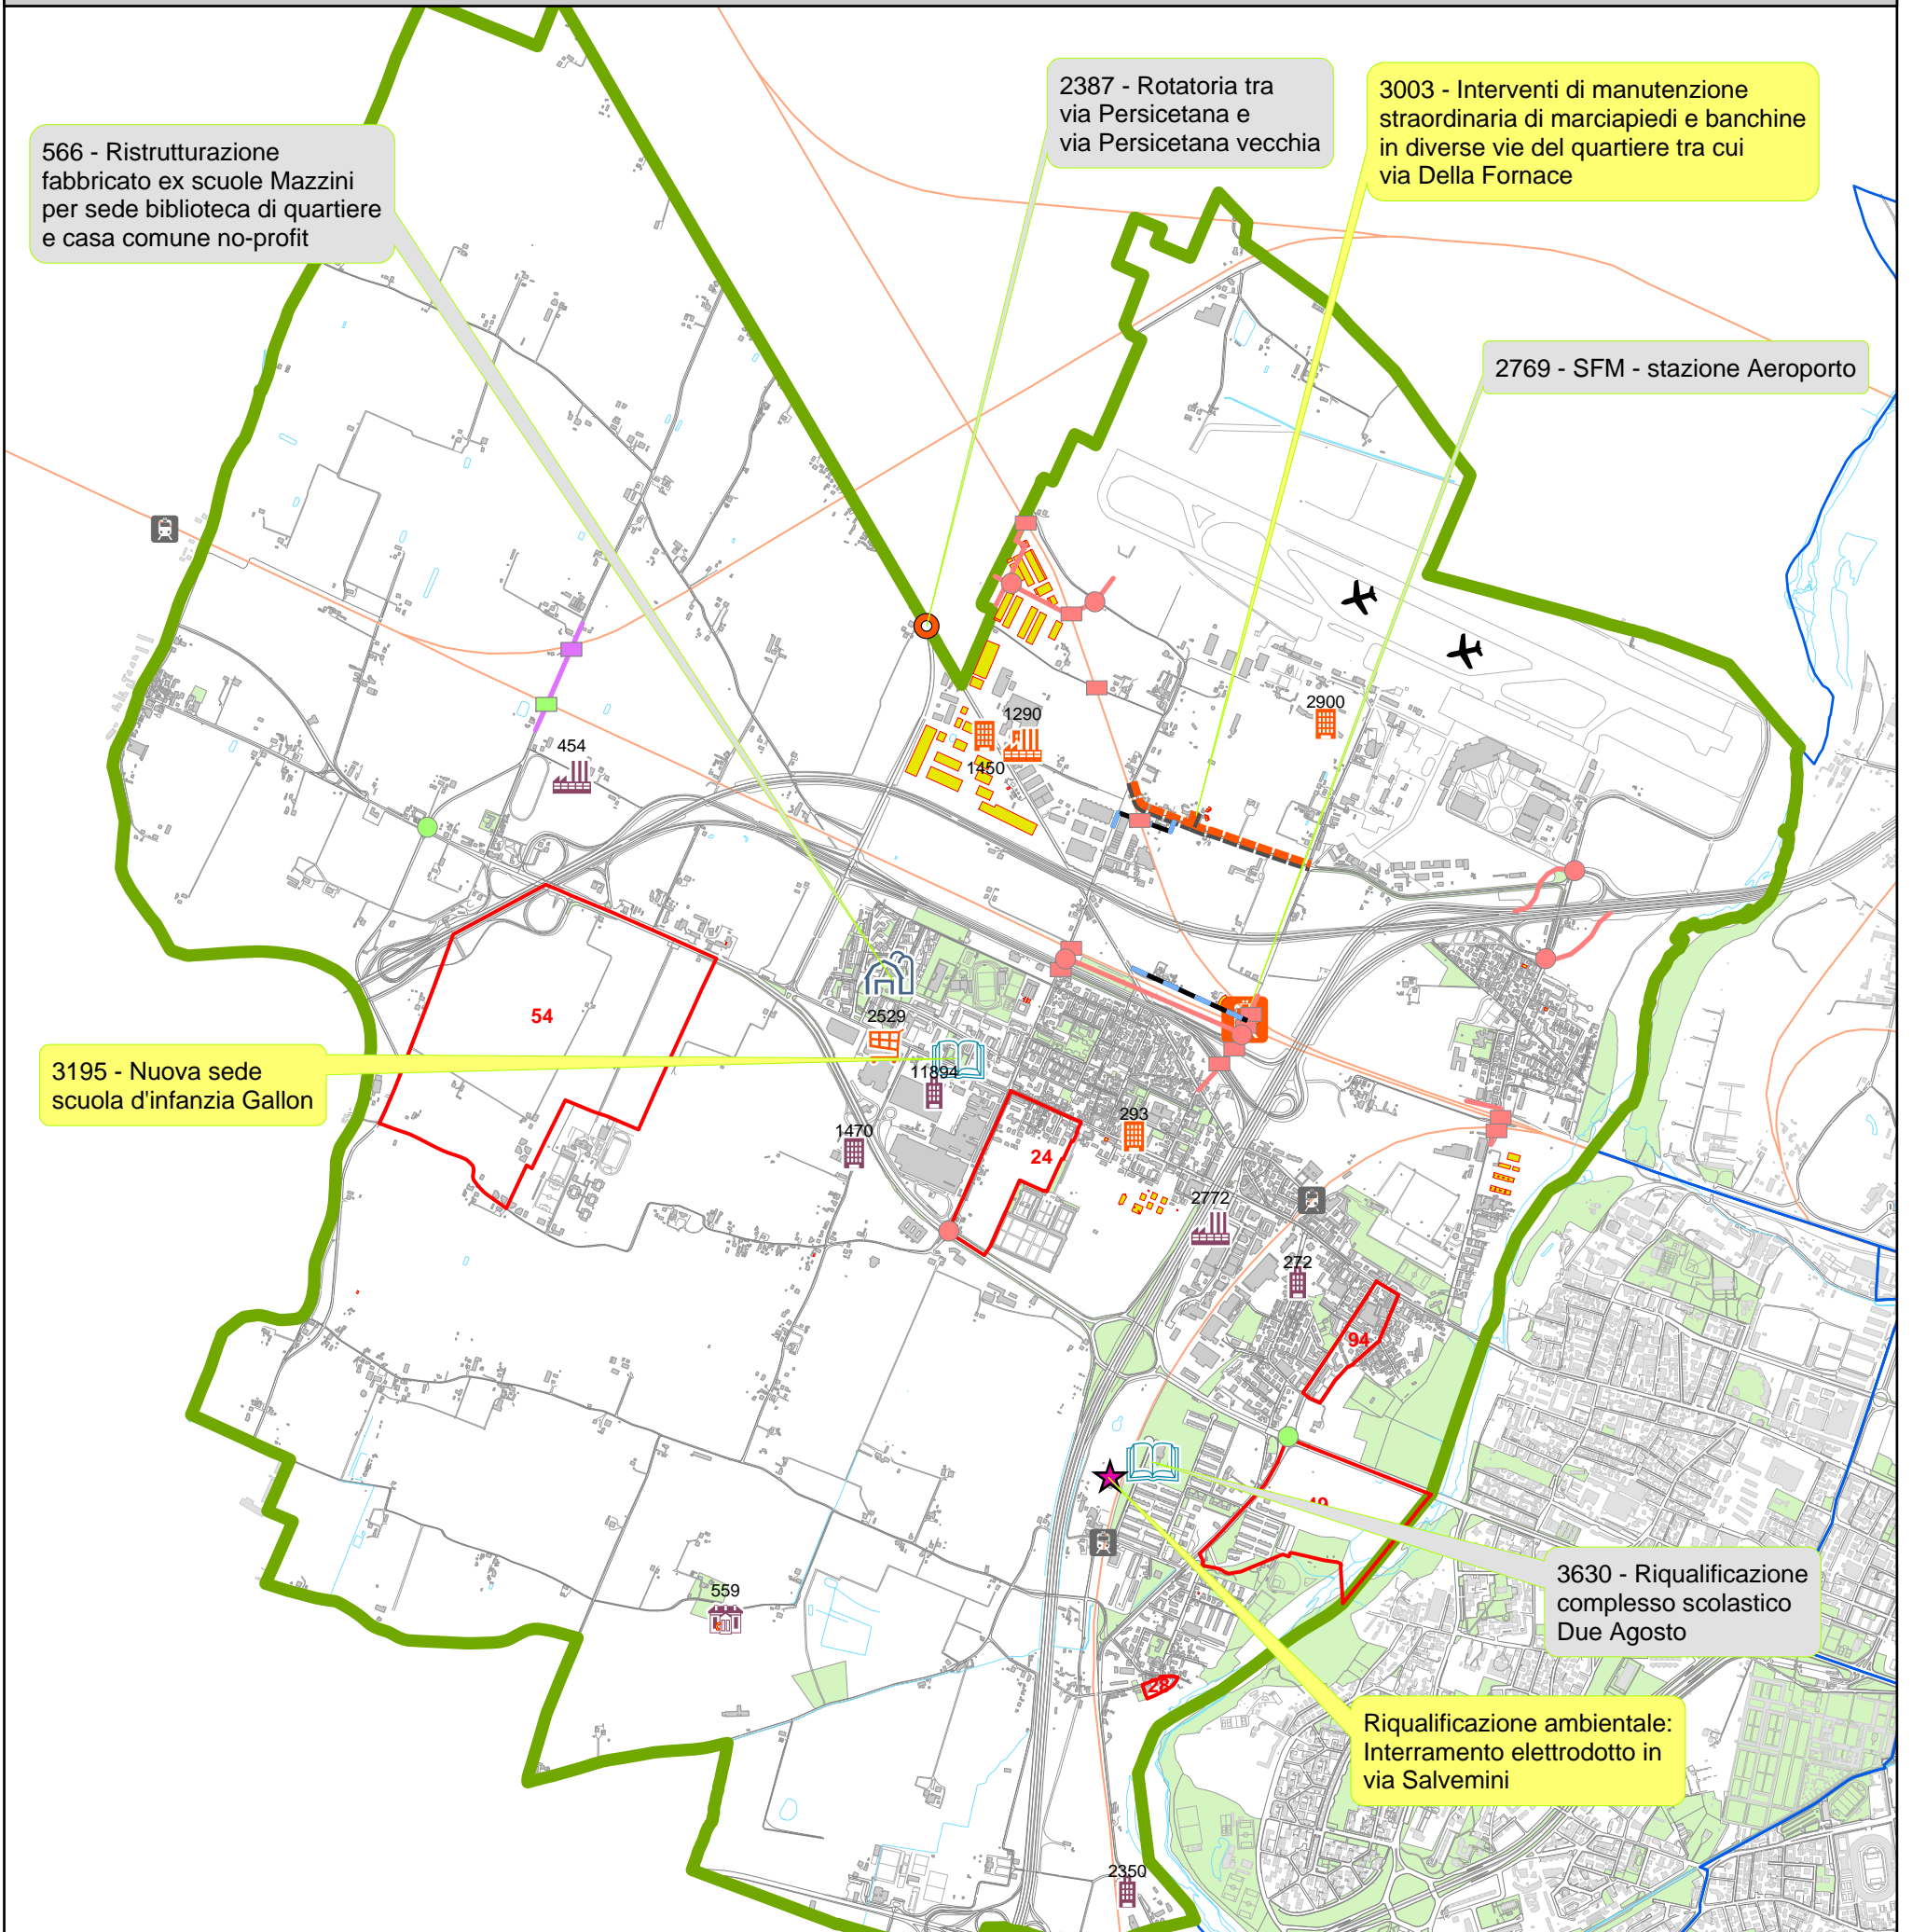 2387 - Rotatoria tra
via Persicetana e
via Persicetana vecchia
3003 - Interventi di manutenzione
straordinaria di marciapiedi e banchine
in diverse vie del quartiere tra cui
via Della Fornace
566 - Ristrutturazione
fabbricato ex scuole Mazzini
per sede biblioteca di quartiere
e casa comune no-profit
2769 - SFM - stazione Aeroporto
2900
1290
454
1450
54
2529
3195 - Nuova sede
scuola d'infanzia Gallon
11894
293
1470
24
2772
272
94
49
3630 - Riqualificazione
complesso scolastico
Due Agosto
559
28
Riqualificazione ambientale:
Interramento elettrodotto in
via Salvemini
2350